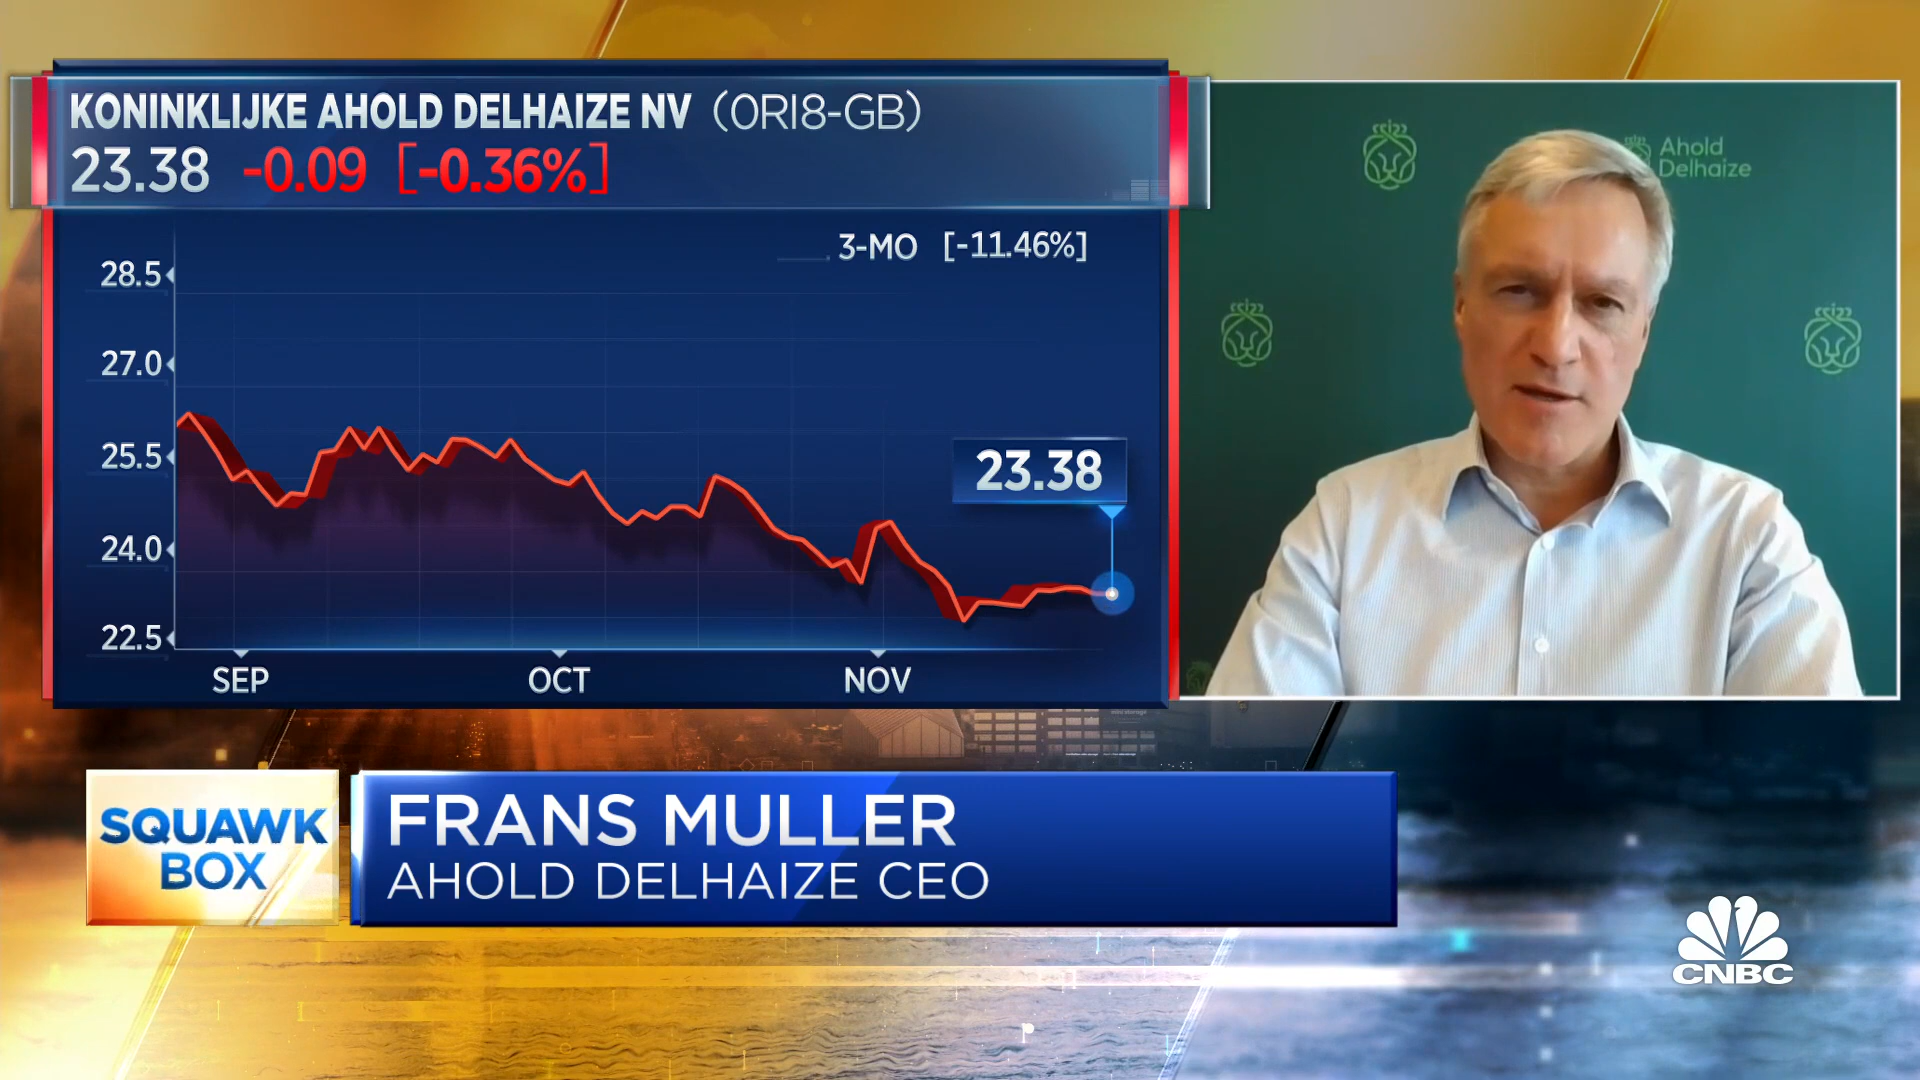 KONINKLIJKE AHOLD DELHAIZE NV (0RI8-GB)
23.38 -0.09 [-0.36%]
3-MO [-11.46%]
28.5
27.0
25.5
24.0
22.5
23.38
SEP OCT NOV
Ahold
Delhaize
SQUAWK
BOX
FRANS MULLER
AHOLD DELHAIZE CEO
CNBC